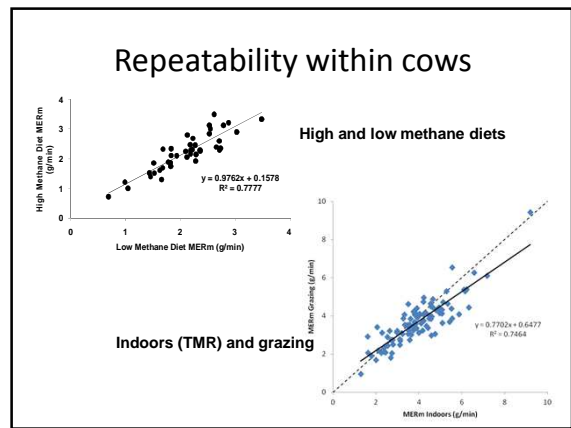 Repeatability within cows
High Methane Diet MERm
(g/min)
4
3
2
1
0
y = 0.9762x + 0.1578
R² = 0.7777
0 1 2 3 4
Low Methane Diet MERm (g/min)
High and low methane diets
Indoors (TMR) and grazing
MERm Grazing (g/min)
10
8
6
4
2
0
y = 0.7702x + 0.6477
R² = 0.7464
0 2 4 6 8 10
MERm Indoors (g/min)